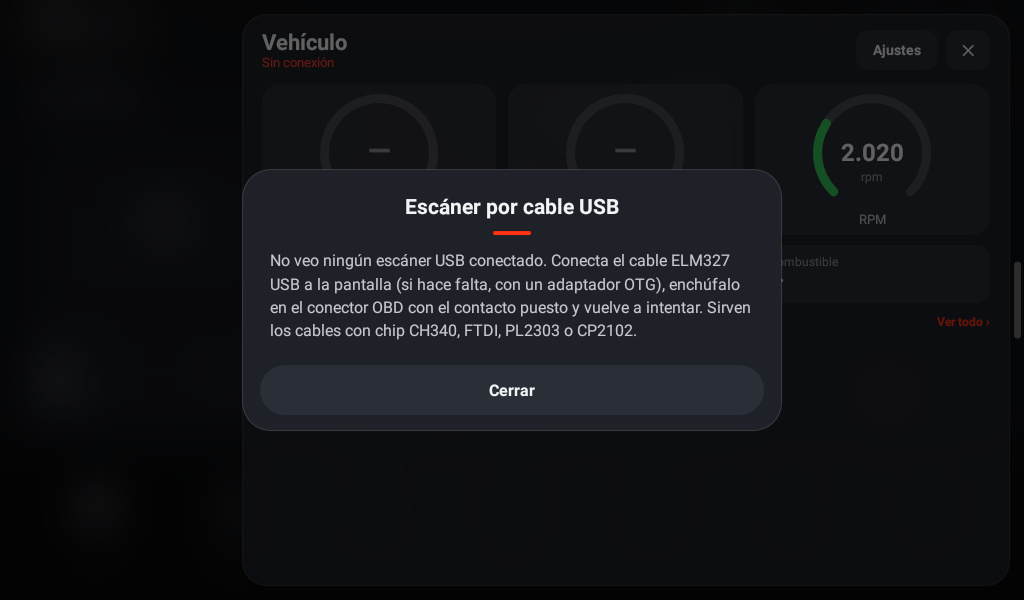 Vehículo
Sin conexión
Ajustes
2.020
rpm
RPM
Escáner por cable USB
No veo ningún escáner USB conectado. Conecta el cable ELM327
USB a la pantalla (si hace falta, con un adaptador OTG), enchúfalo
en el conector OBD con el contacto puesto y vuelve a intentar. Sirven
los cables con chip CH340, FTDI, PL2303 o CP2102.
Cerrar
ombustible
Ver todo ›